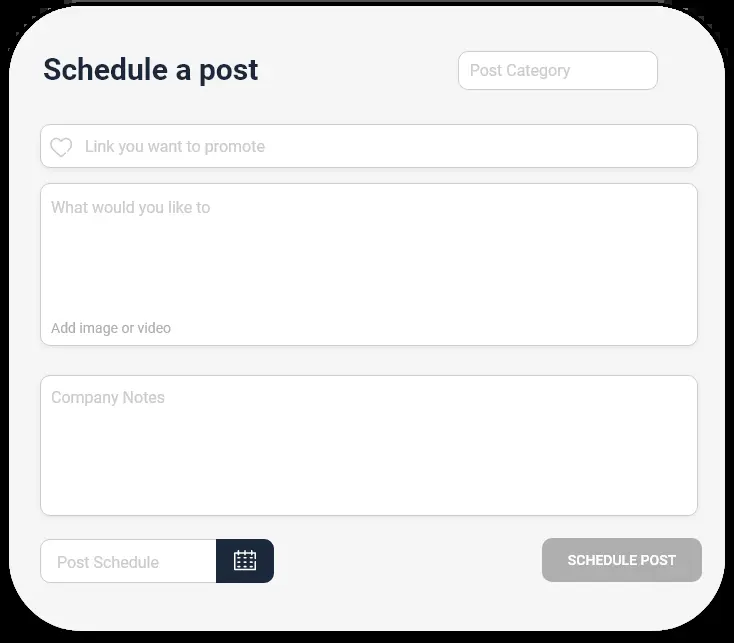 Schedule a post
Post Category
Link you want to promote
What would you like to
Add image or video
Company Notes
Post Schedule
SCHEDULE POST